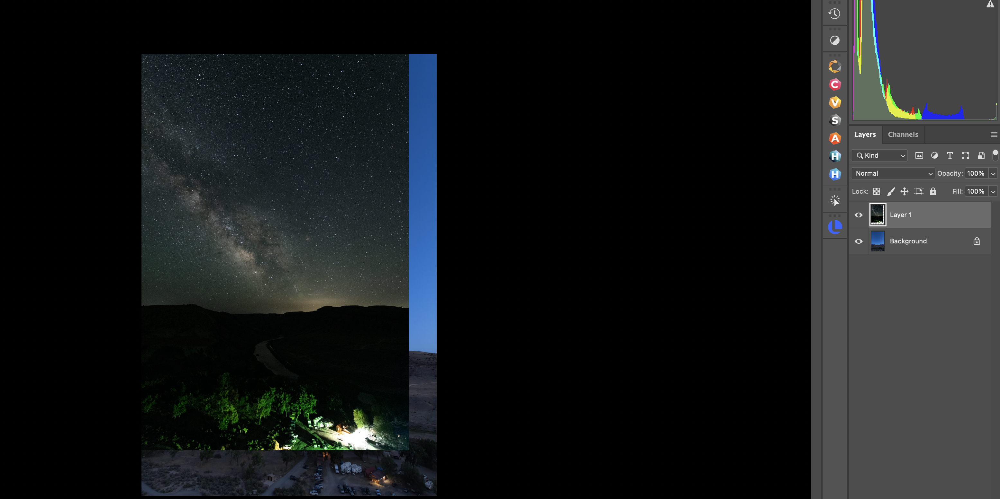 C
V
S
A
H
H
L
Layers Channels
Kind
Normal Opacity: 100%
Lock: Fill: 100%
Layer 1
Background